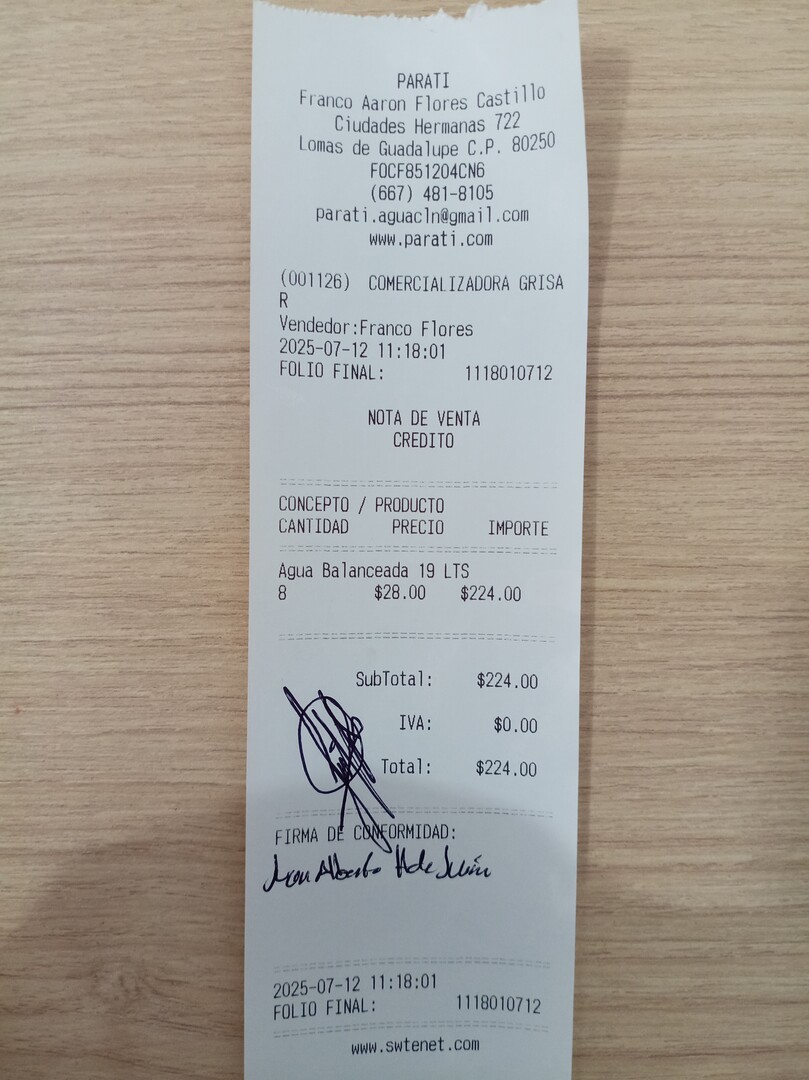 PARATI
Franco Aaron Flores Castillo
Ciudades Hermanas 722
Lomas de Guadalupe C.P. 80250
FOCF851204CN6
(667) 481-8105
parati.aguacln@gmail.com
www.parati.com
(001126) COMERCIALIZADORA GRISA
R
Vendedor:Franco Flores
2025-07-12 11:18:01
FOLIO FINAL: 1118010712
NOTA DE VENTA
CREDITO
CONCEPTO / PRODUCTO
CANTIDAD PRECIO IMPORTE
Agua Balanceada 19 LTS
8 $28.00 $224.00
SubTotal: $224.00
IVA: $0.00
Total: $224.00
FIRMA DE CONFORMIDAD:
Alberto
2025-07-12 11:18:01
FOLIO FINAL: 1118010712
www.swtenet.com